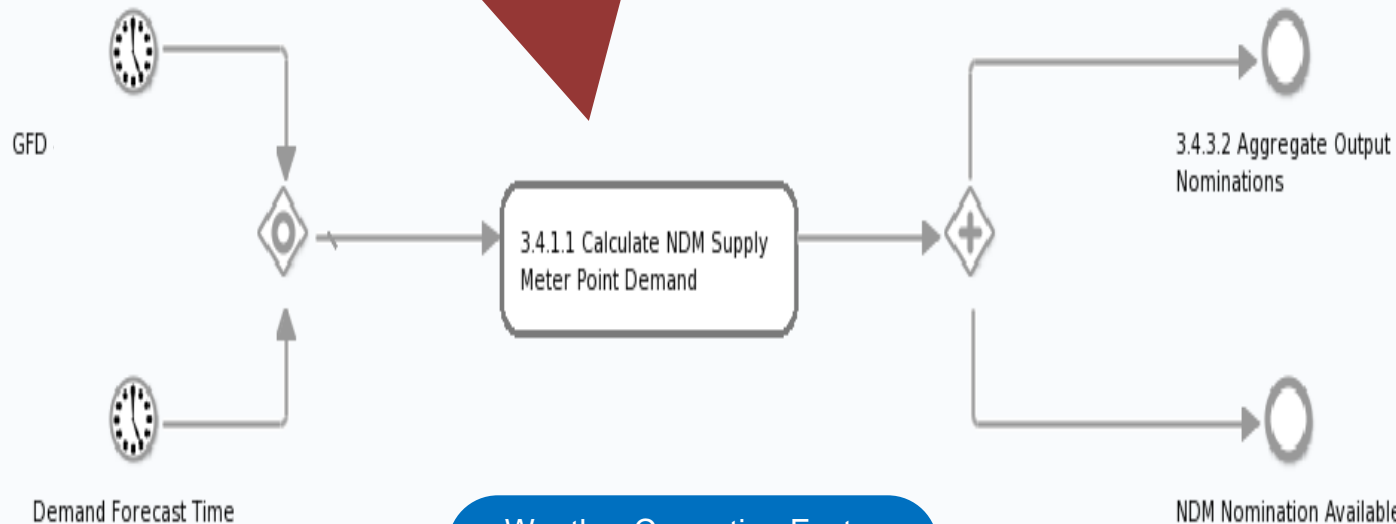 GFD
3.4.3.2 Aggregate Output
Nominations
3.4.1.1 Calculate NDM Supply
Meter Point Demand
Demand Forecast Time
NDM Nomination Available